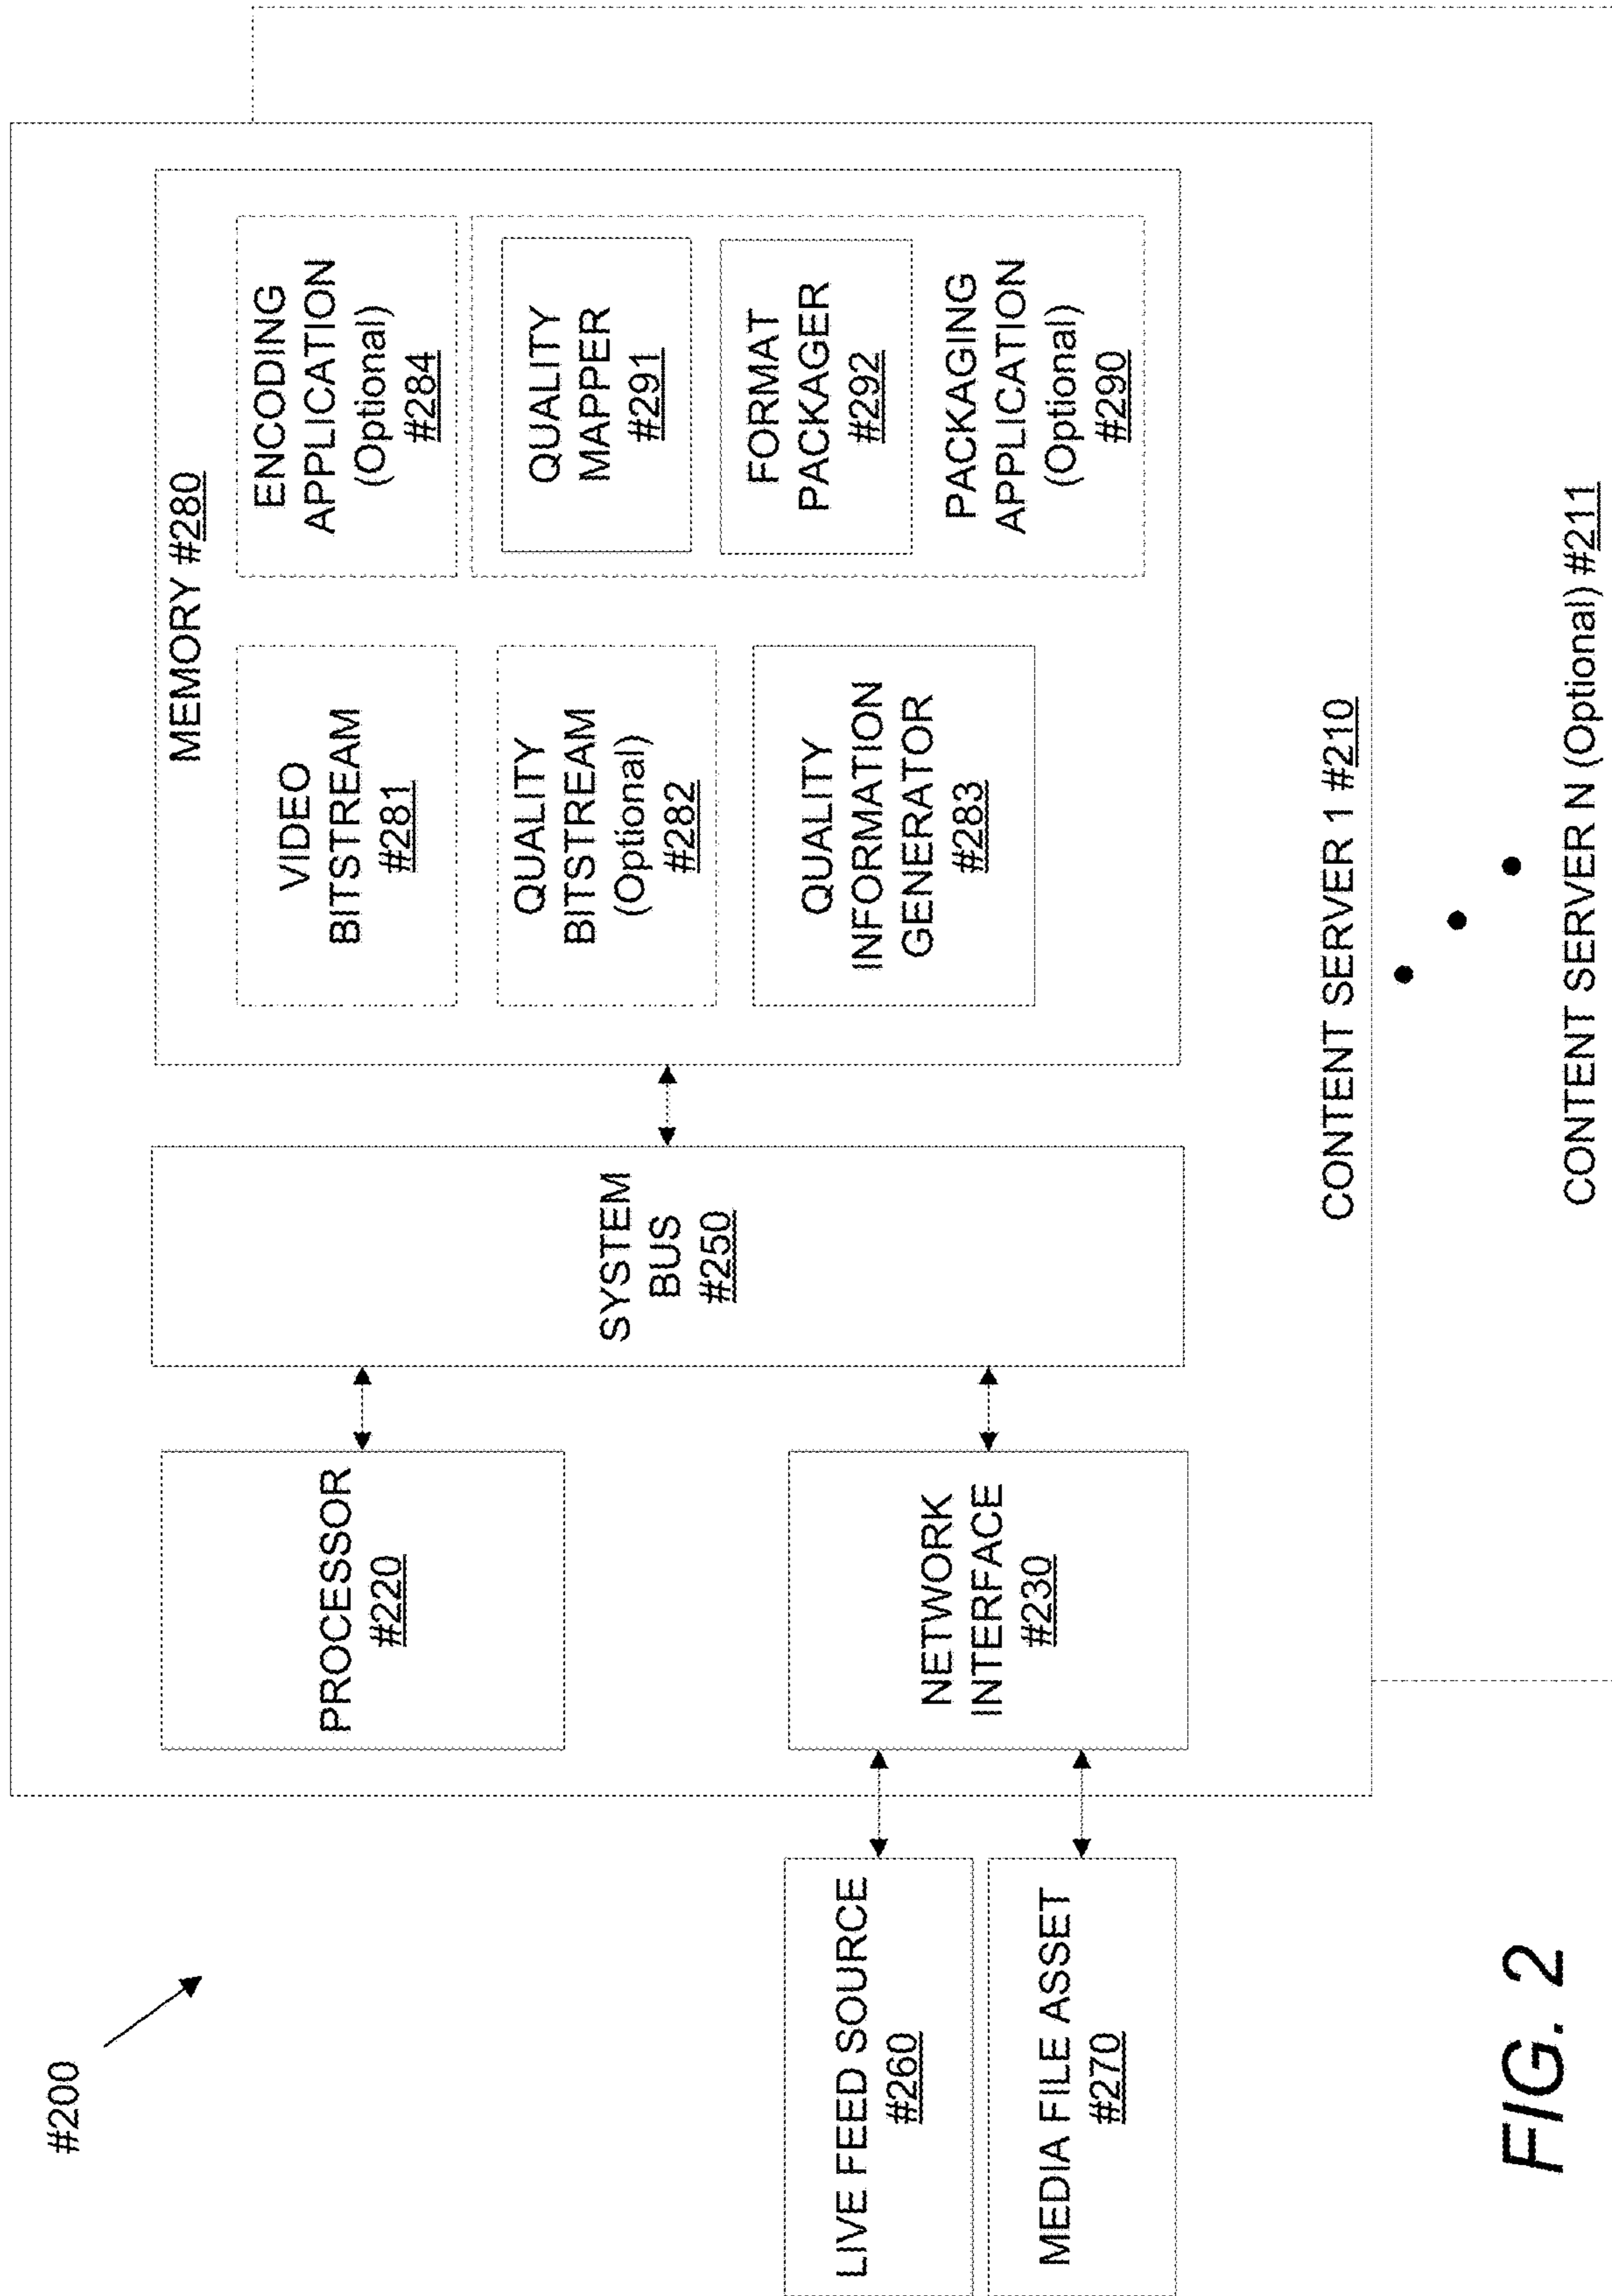 #200
LIVE FEED SOURCE
#260
MEDIA FILE ASSET
#270
PROCESSOR
#220
NETWORK
INTERFACE
#230
SYSTEM
BUS
#250
MEMORY #280
VIDEO
BITSTREAM
#281
QUALITY
BITSTREAM
(Optional)
#282
QUALITY
INFORMATION
GENERATOR
#283
ENCODING
APPLICATION
(Optional)
#284
QUALITY
MAPPER
#291
FORMAT
PACKAGER
#292
PACKAGING
APPLICATION
(Optional)
#290
CONTENT SERVER 1 #210
CONTENT SERVER N (Optional) #211
FIG. 2